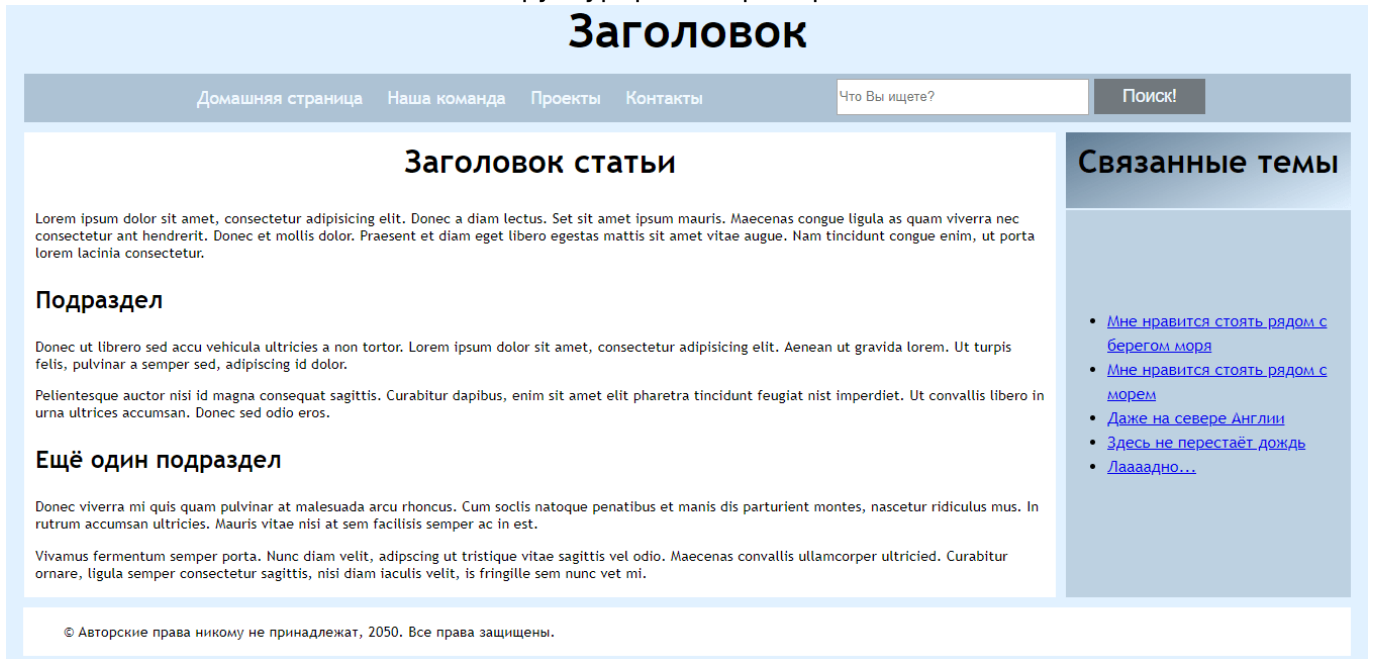 Заголовок
Домашняя страница Наша команда Проекты Контакты Что Вы ищете? Поиск!
Заголовок статьи
Lorem ipsum dolor sit amet, consectetur adipisicing elit. Donec a diam lectus. Set sit amet ipsum mauris. Maecenas congue ligula as quam viverra nec
consectetur ant hendrerit. Donec et mollis dolor. Praesent et diam eget libero egestas mattis sit amet vitae augue. Nam tincidunt congue enim, ut porta
lorem lacinia consectetur.
Подраздел
Donec ut librero sed accu vehicula ultricies a non tortor. Lorem ipsum dolor sit amet, consectetur adipisicing elit. Aenean ut gravida lorem. Ut turpis
felis, pulvinar a semper sed, adipiscing id dolor.
Pelientesque auctor nisi id magna consequat sagittis. Curabitur dapibus, enim sit amet elit pharetra tincidunt feugiat nist imperdiet. Ut convallis libero in
urna ultrices accumsan. Donec sed odio eros.
Ещё один подраздел
Donec viverra mi quis quam pulvinar at malesuada arcu rhoncus. Cum soclis natoque penatibus et manis dis parturient montes, nascetur ridiculus mus. In
rutrum accumsan ultricies. Mauris vitae nisi at sem facilisis semper ac in est.
Vivamus fermentum semper porta. Nunc diam velit, adipscing ut tristique vitae sagittis vel odio. Maecenas convallis ullamcorper ultricied. Curabitur
ornare, ligula semper consectetur sagittis, nisi diam iaculis velit, is fringille sem nunc vet mi.
Связанные темы
Мне нравится стоять рядом с
берегом моря
Мне нравится стоять рядом с
морем
Даже на севере Англии
Здесь не перестаёт дождь
Лаааадно...
© Авторские права никому не принадлежат, 2050. Все права защищены.